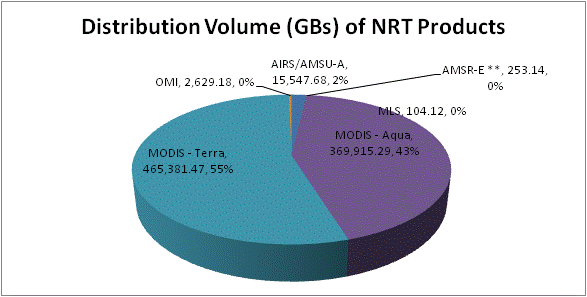 Distribution Volume (GBs) of NRT Products
AIRS/AMSU-A,
15,547.68, 2%
OMI, 2,629.18, 0%
AMSR-E **, 253.14,
0%
MLS, 104.12, 0%
MODIS - Aqua,
369,915.29, 43%
MODIS - Terra,
465,381.47, 55%